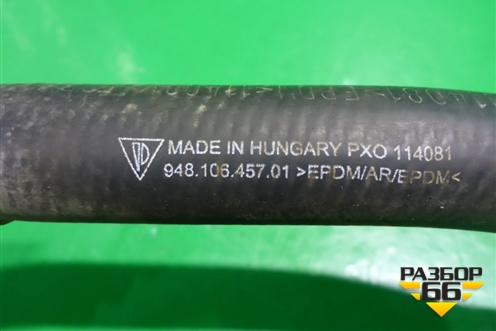 MADE IN HUNGARY PXO 114081
948.106.457.01 >EPDM/AR/EPDM<
РАЗБОР
66